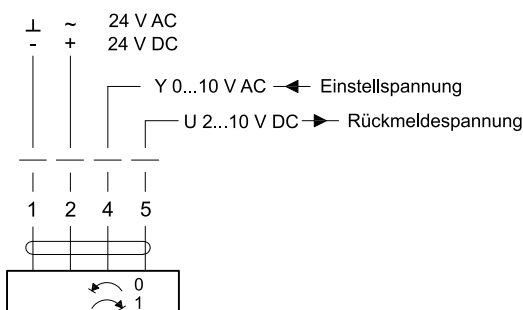 ⊥ ~ 24 V AC
- + 24 V DC
Y 0...10 V AC Einstellspannung
U 2...10 V DC Rückmeldespannung
1 2 4 5
0
1